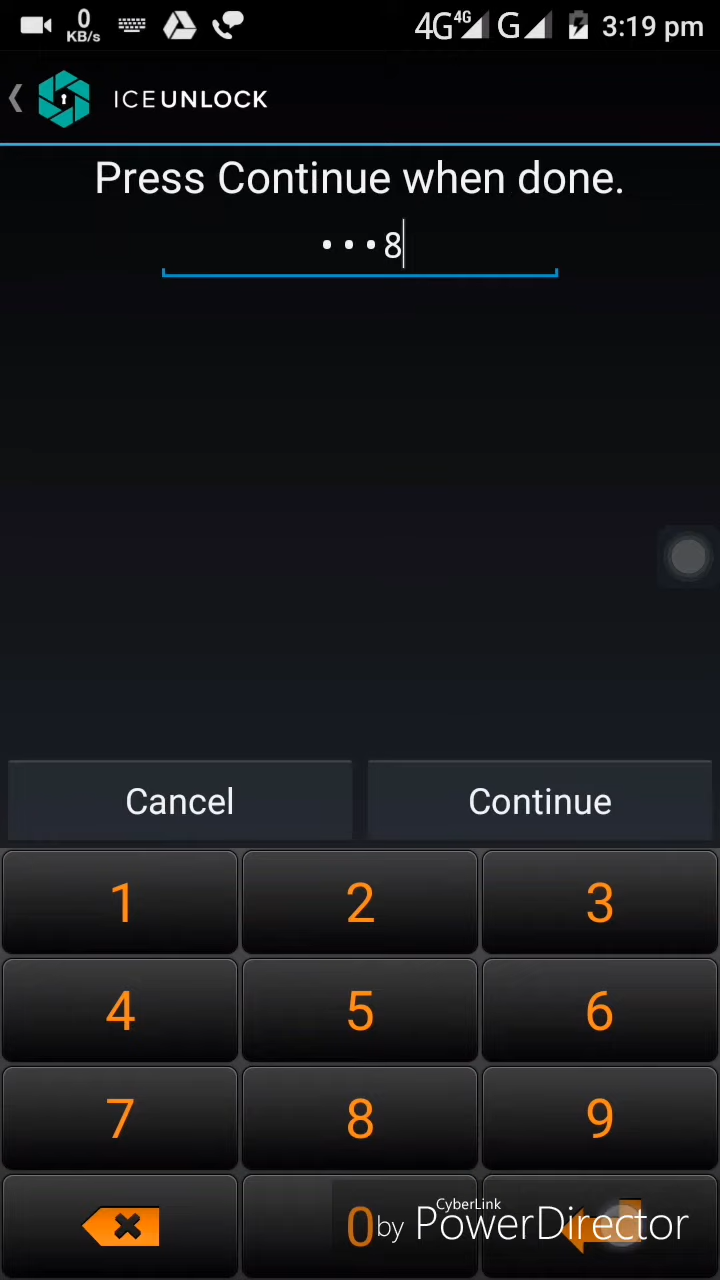 0
KB/s
4G 4G G 3:19 pm
ICEUNLOCK
Press Continue when done.
•••8
Cancel Continue
1 2 3
4 5 6
7 8 9
0
CyberLink
by PowerDirector